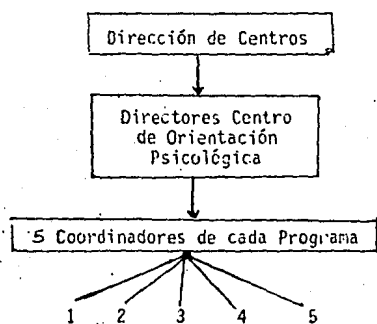 Dirección de Centros
Directores Centro
de Orientación
Psicológica
5 Coordinadores de cada Programa
1 2 3 4 5